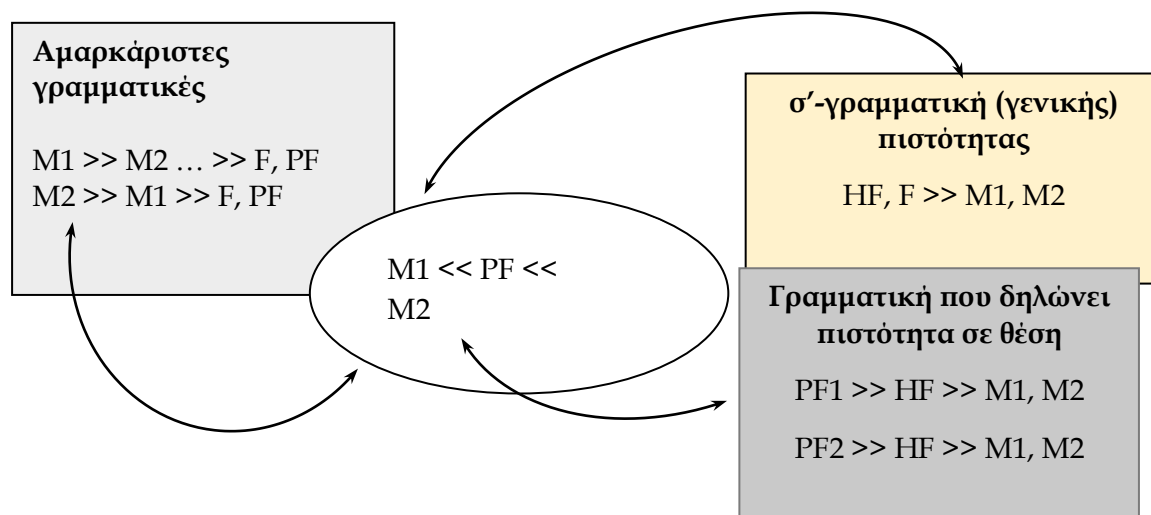 Αμαρκάριστες
γραμματικές
M1 >> M2 … >> F, PF
M2 >> M1 >> F, PF
M1 << PF <<
M2
σ’-γραμματική (γενικής)
πιστότητας
HF, F >> M1, M2
Γραμματική που δηλώνει
πιστότητα σε θέση
PF1 >> HF >> M1, M2
PF2 >> HF >> M1, M2